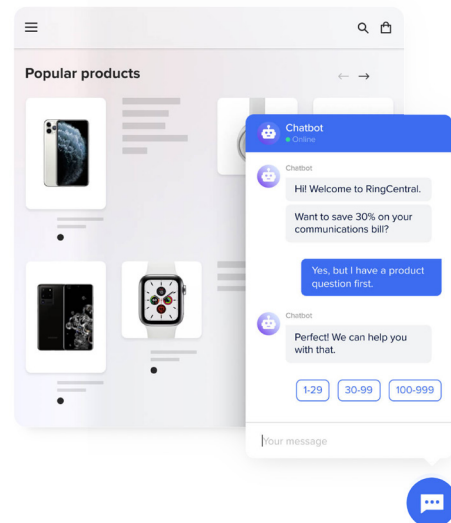 Popular products
Chatbot
Online
Chatbot
Hi! Welcome to RingCentral.
Want to save 30% on your
communications bill?
Yes, but I have a product
question first.
Chatbot
Perfect! We can help you
with that.
1-29 30-99 100-999
Your message